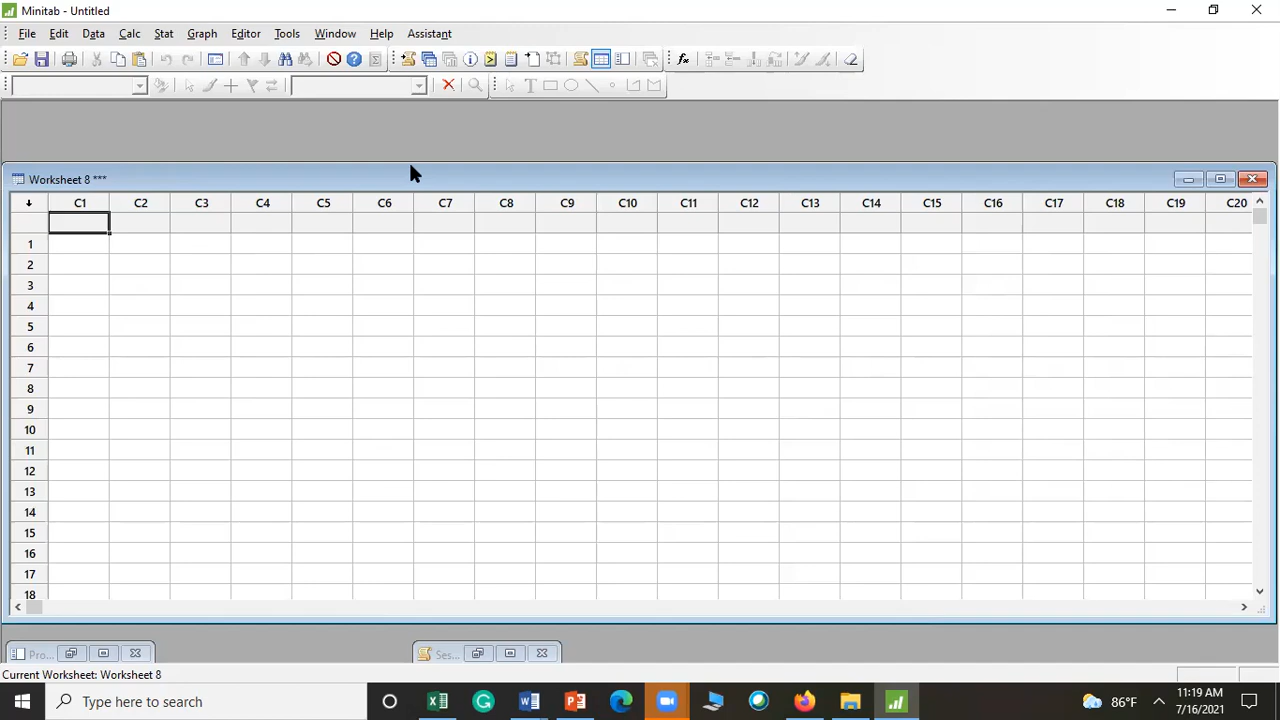 Minitab - Untitled
File Edit Data Calc Stat Graph Editor Tools Window Help Assistant
Worksheet 8 ***
C1 C2 C3 C4 C5 C6 C7 C8 C9 C10 C11 C12 C13 C14 C15 C16 C17 C18 C19 C20
1
2
3
4
5
6
7
8
9
10
11
12
13
14
15
16
17
18
Pro... Ses...
Current Worksheet: Worksheet 8
Type here to search 86°F 11:19 AM
7/16/2021